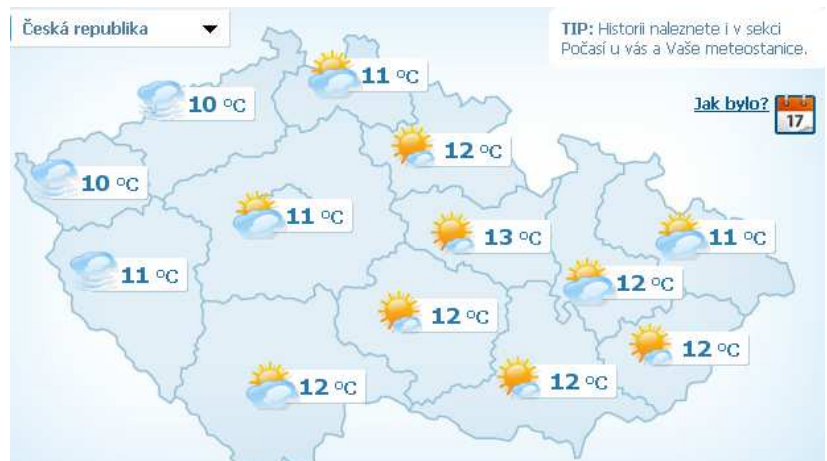 Česká republika
TIP: Historii naleznete i v sekci
Počasí u vás a Vaše meteostanice.
11 °C
10 °C
Jak bylo?
17
12 °C
10 °C
11 °C
13 °C
11 °C
11 °C
12 °C
12 °C
12 °C
12 °C
12 °C